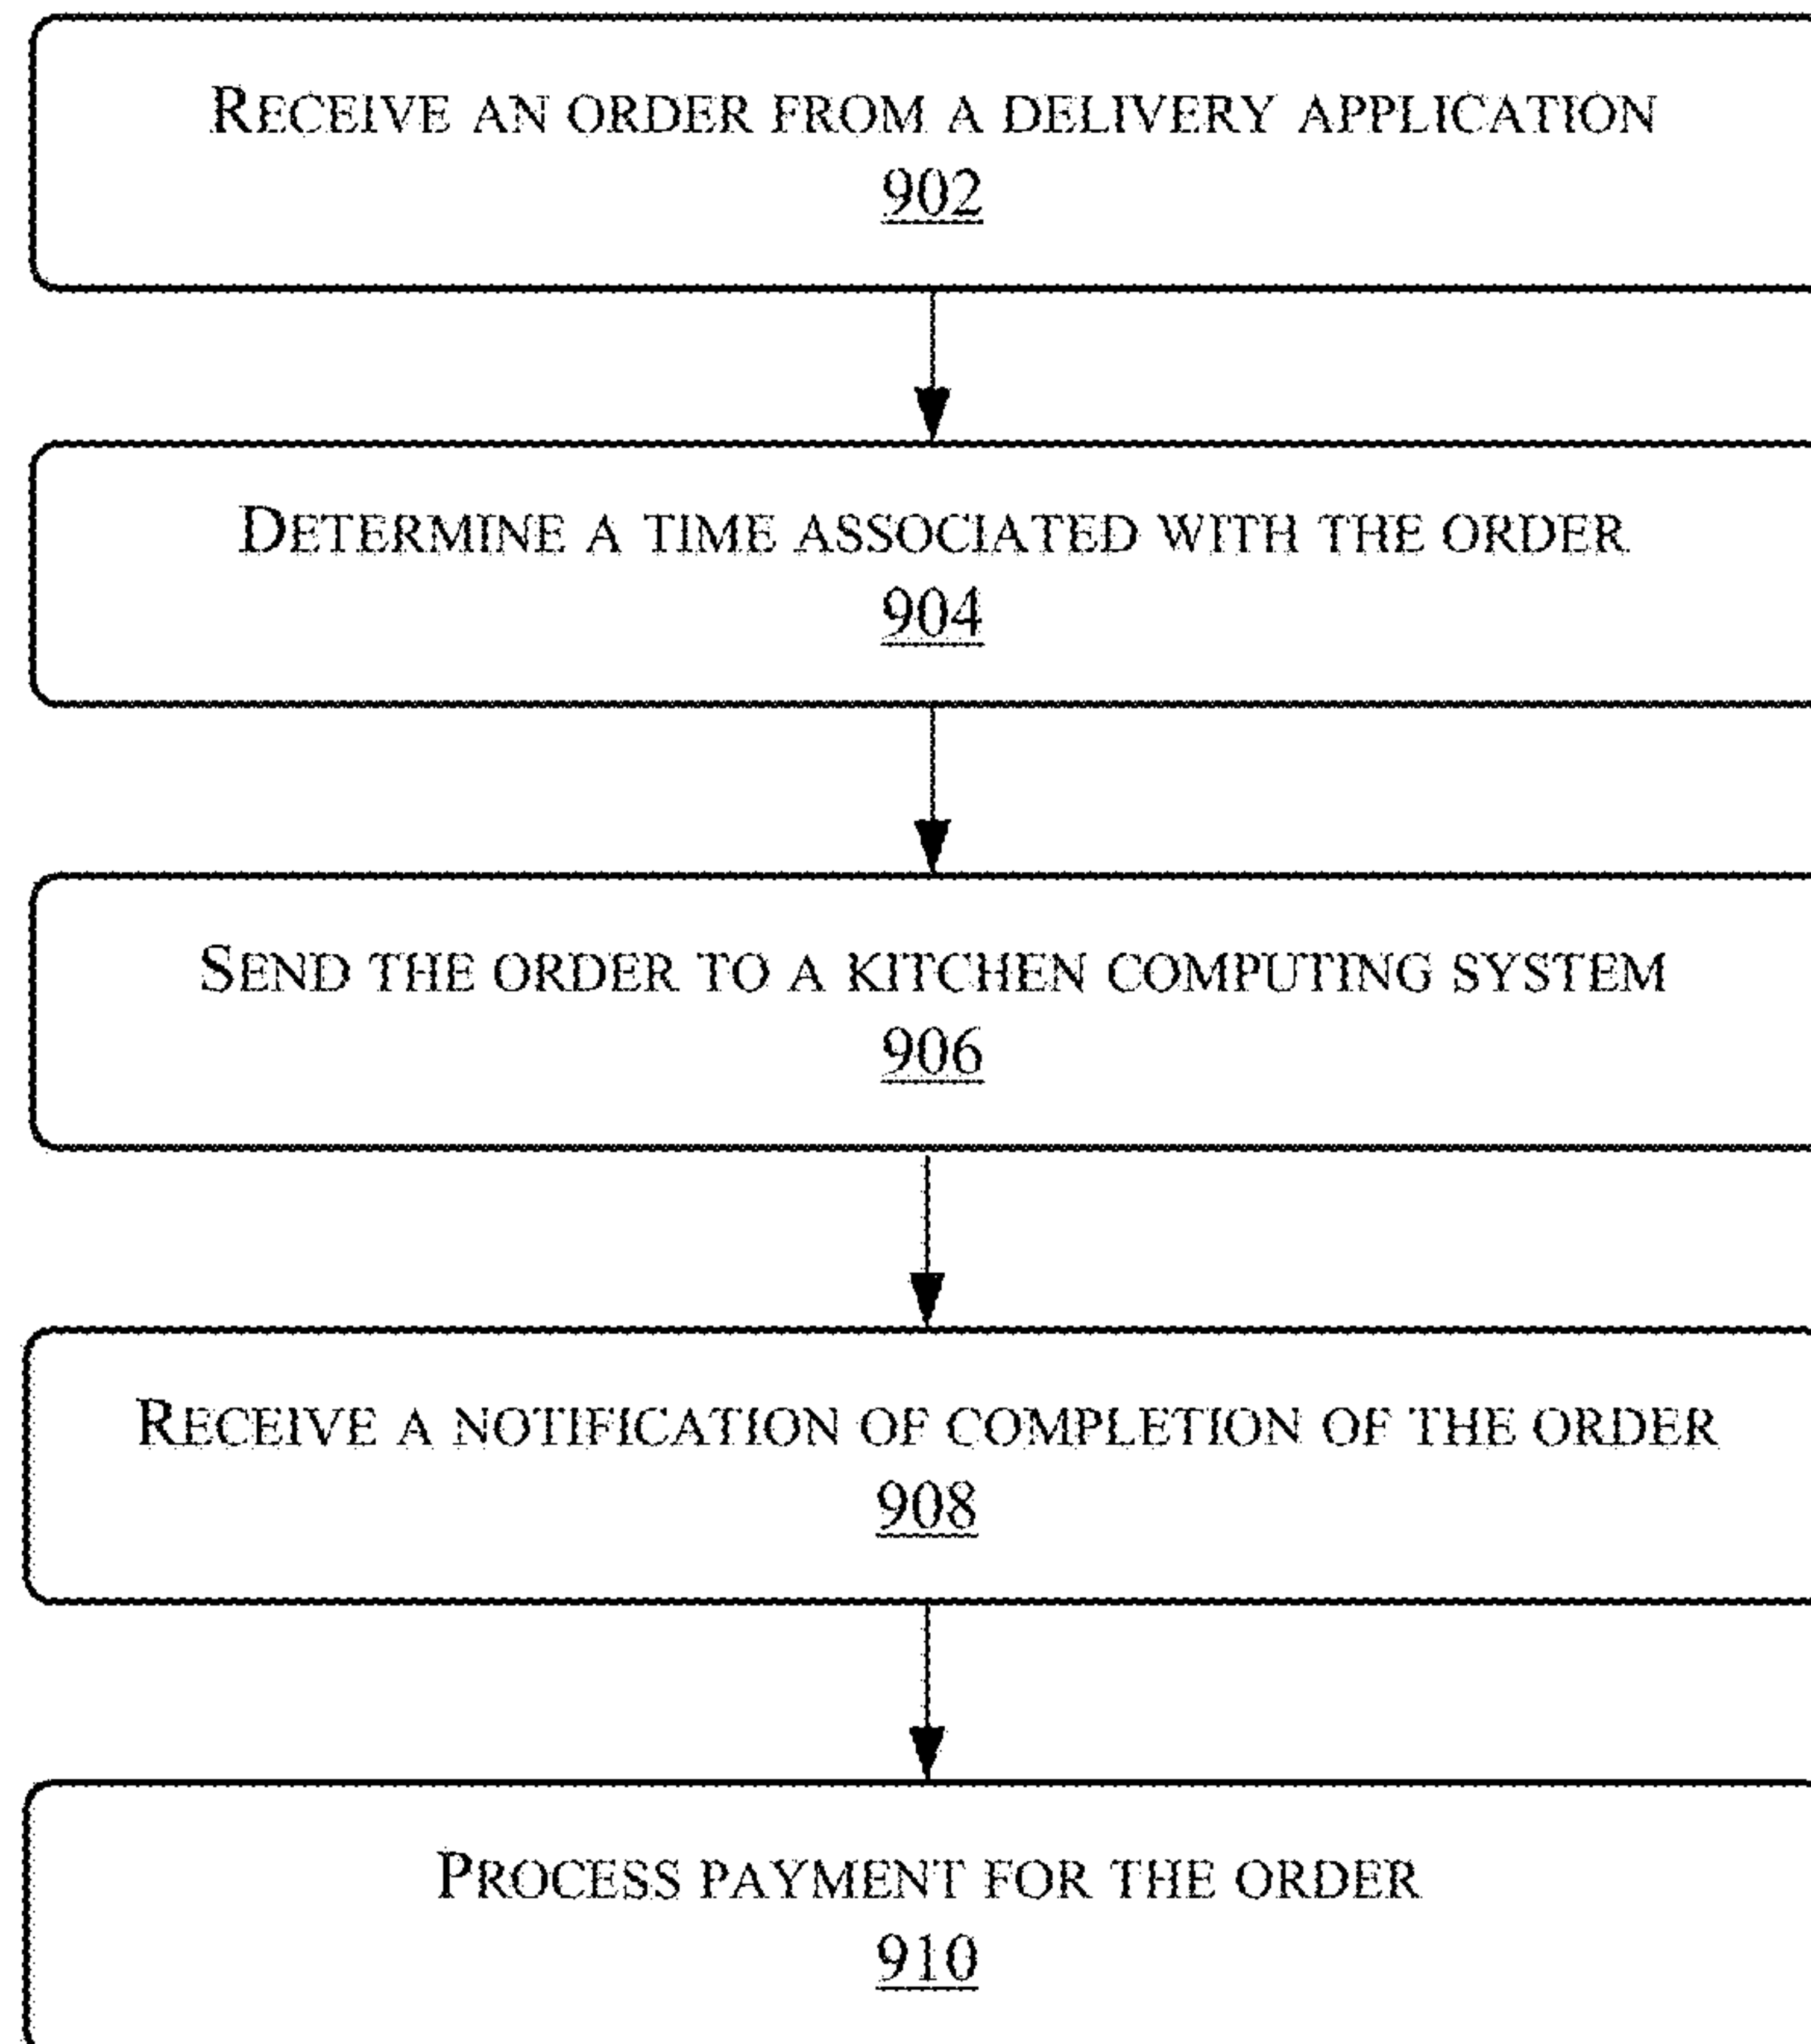 RECEIVE AN ORDER FROM A DELIVERY APPLICATION
902
DETERMINE A TIME ASSOCIATED WITH THE ORDER
904
SEND THE ORDER TO A KITCHEN COMPUTING SYSTEM
906
RECEIVE A NOTIFICATION OF COMPLETION OF THE ORDER
908
PROCESS PAYMENT FOR THE ORDER
910